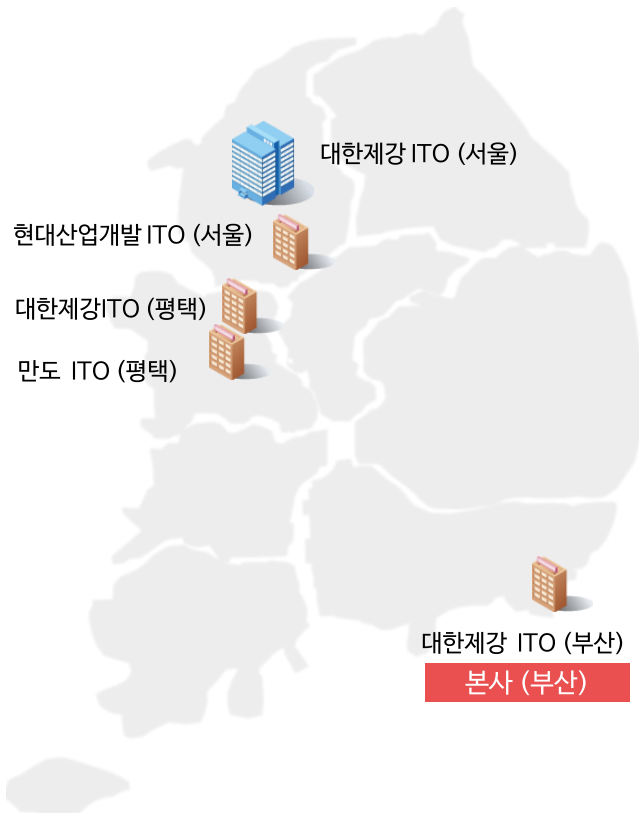 대한제강 ITO (서울)
현대산업개발 ITO (서울)
대한제강ITO (평택)
만도 ITO (평택)
대한제강 ITO (부산)
본사 (부산)